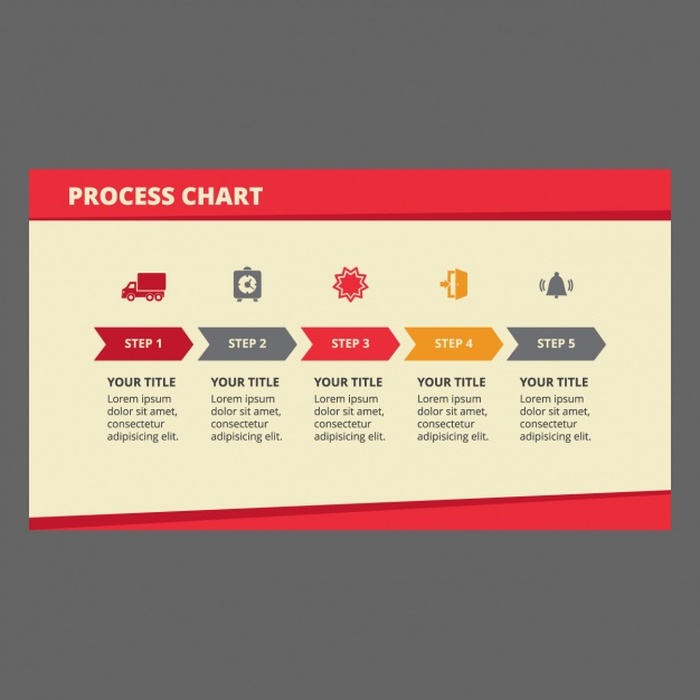 PROCESS CHART
STEP 1
STEP 2
STEP 3
STEP 4
STEP 5
YOUR TITLE
Lorem ipsum
dolor sit amet,
consectetur
adipisicing elit.
YOUR TITLE
Lorem ipsum
dolor sit amet,
consectetur
adipisicing elit.
YOUR TITLE
Lorem ipsum
dolor sit amet,
consectetur
adipisicing elit.
YOUR TITLE
Lorem ipsum
dolor sit amet,
consectetur
adipisicing elit.
YOUR TITLE
Lorem ipsum
dolor sit amet,
consectetur
adipisicing elit.